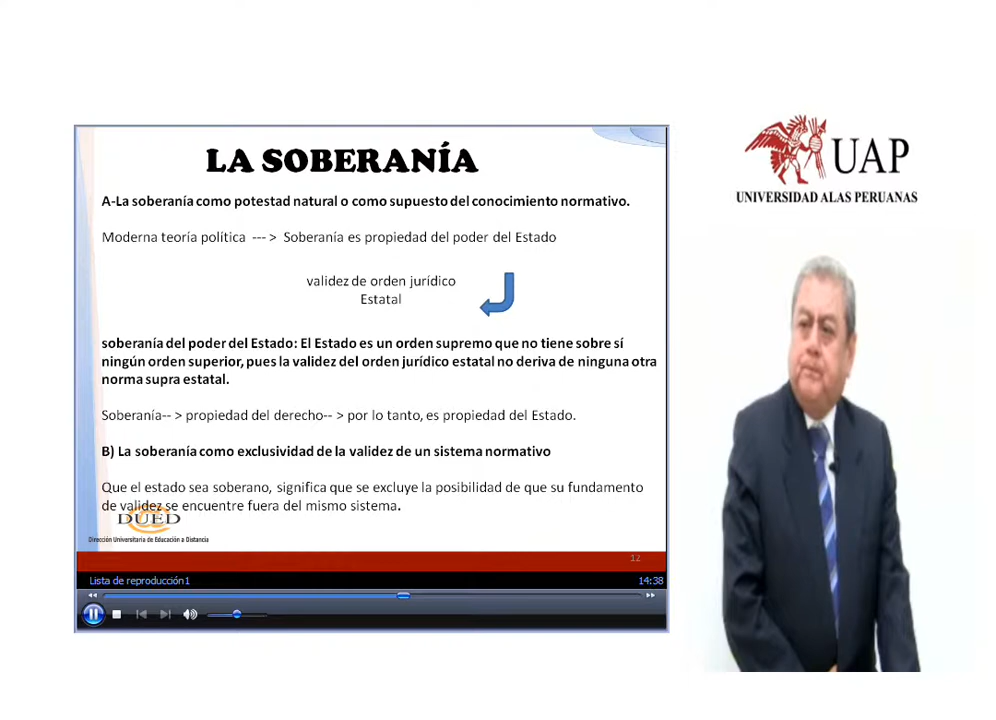 LA SOBERANÍA
A-La soberanía como potestad natural o como supuesto del conocimiento normativo.
Moderna teoría política --- > Soberanía es propiedad del poder del Estado
validez de orden jurídico
Estatal
soberanía del poder del Estado: El Estado es un orden supremo que no tiene sobre sí
ningún orden superior, pues la validez del orden jurídico estatal no deriva de ninguna otra
norma supra estatal.
Soberanía-- > propiedad del derecho-- > por lo tanto, es propiedad del Estado.
B) La soberanía como exclusividad de la validez de un sistema normativo
Que el estado sea soberano, significa que se excluye la posibilidad de que su fundamento
de validez se encuentre fuera del mismo sistema.
DUED
Dirección Universitaria de Educación a Distancia
12
Lista de reproducción1 14:38
UAP
UNIVERSIDAD ALAS PERUANAS